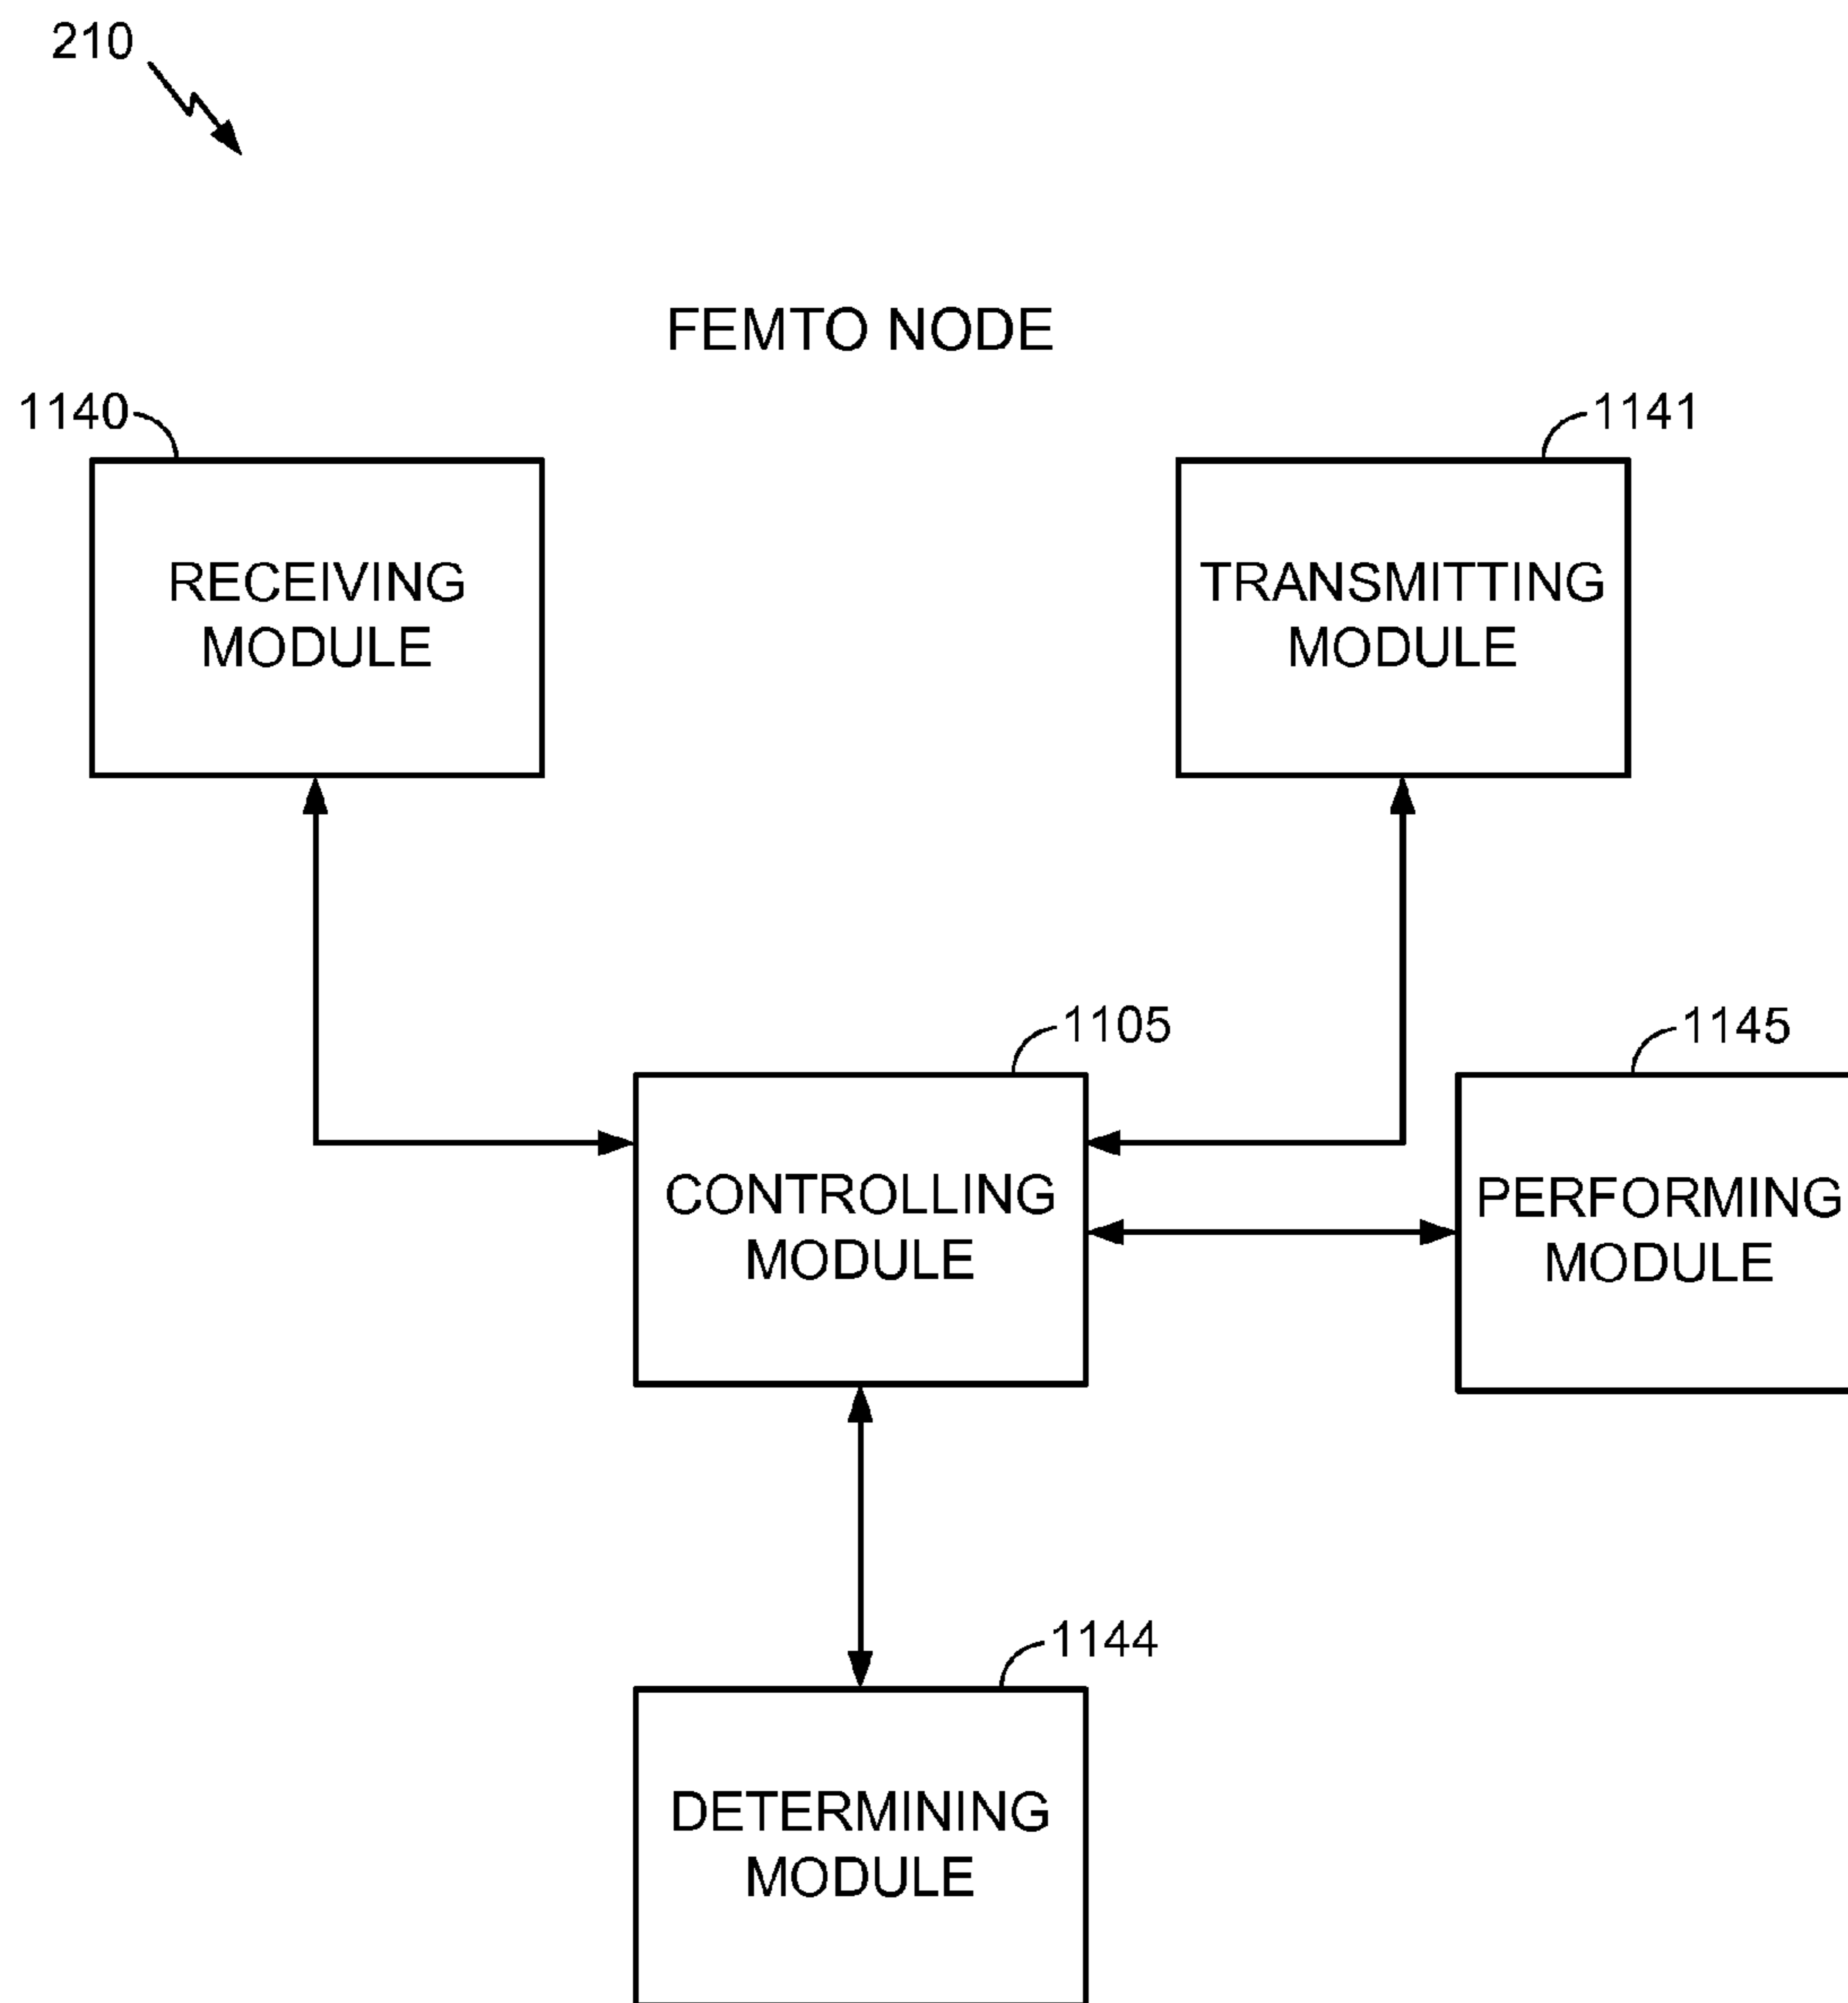 210
FEMTO NODE
1140
1141
RECEIVING
MODULE
TRANSMITTING
MODULE
1105
1145
CONTROLLING
MODULE
PERFORMING
MODULE
1144
DETERMINING
MODULE